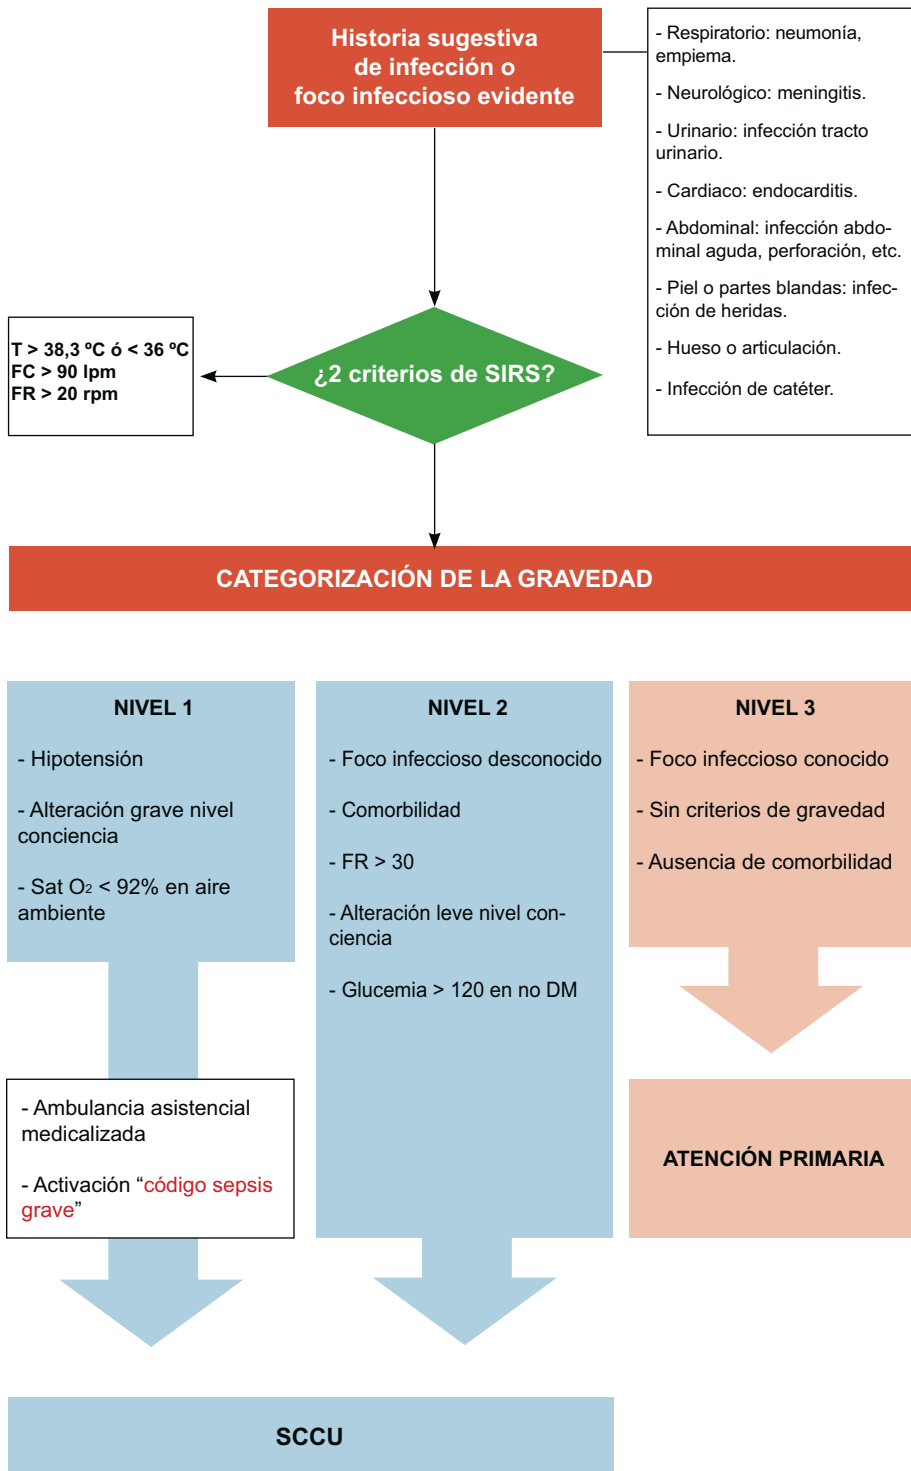 Historia sugestiva
de infección o
foco infeccioso evidente
- Respiratorio: neumonía,
empiema.
- Neurológico: meningitis.
- Urinario: infección tracto
urinario.
- Cardiaco: endocarditis.
- Abdominal: infección abdo-
minal aguda, perforación, etc.
- Piel o partes blandas: infec-
ción de heridas.
- Hueso o articulación.
- Infección de catéter.
¿2 criterios de SIRS?
T > 38,3 ºC ó < 36 ºC
FC > 90 lpm
FR > 20 rpm
CATEGORIZACIÓN DE LA GRAVEDAD
NIVEL 1
- Hipotensión
- Alteración grave nivel
conciencia
- Sat O2 < 92% en aire
ambiente
- Ambulancia asistencial
medicalizada
- Activación “código sepsis
grave”
NIVEL 2
- Foco infeccioso desconocido
- Comorbilidad
- FR > 30
- Alteración leve nivel con-
ciencia
- Glucemia > 120 en no DM
NIVEL 3
- Foco infeccioso conocido
- Sin criterios de gravedad
- Ausencia de comorbilidad
ATENCIÓN PRIMARIA
SCCU